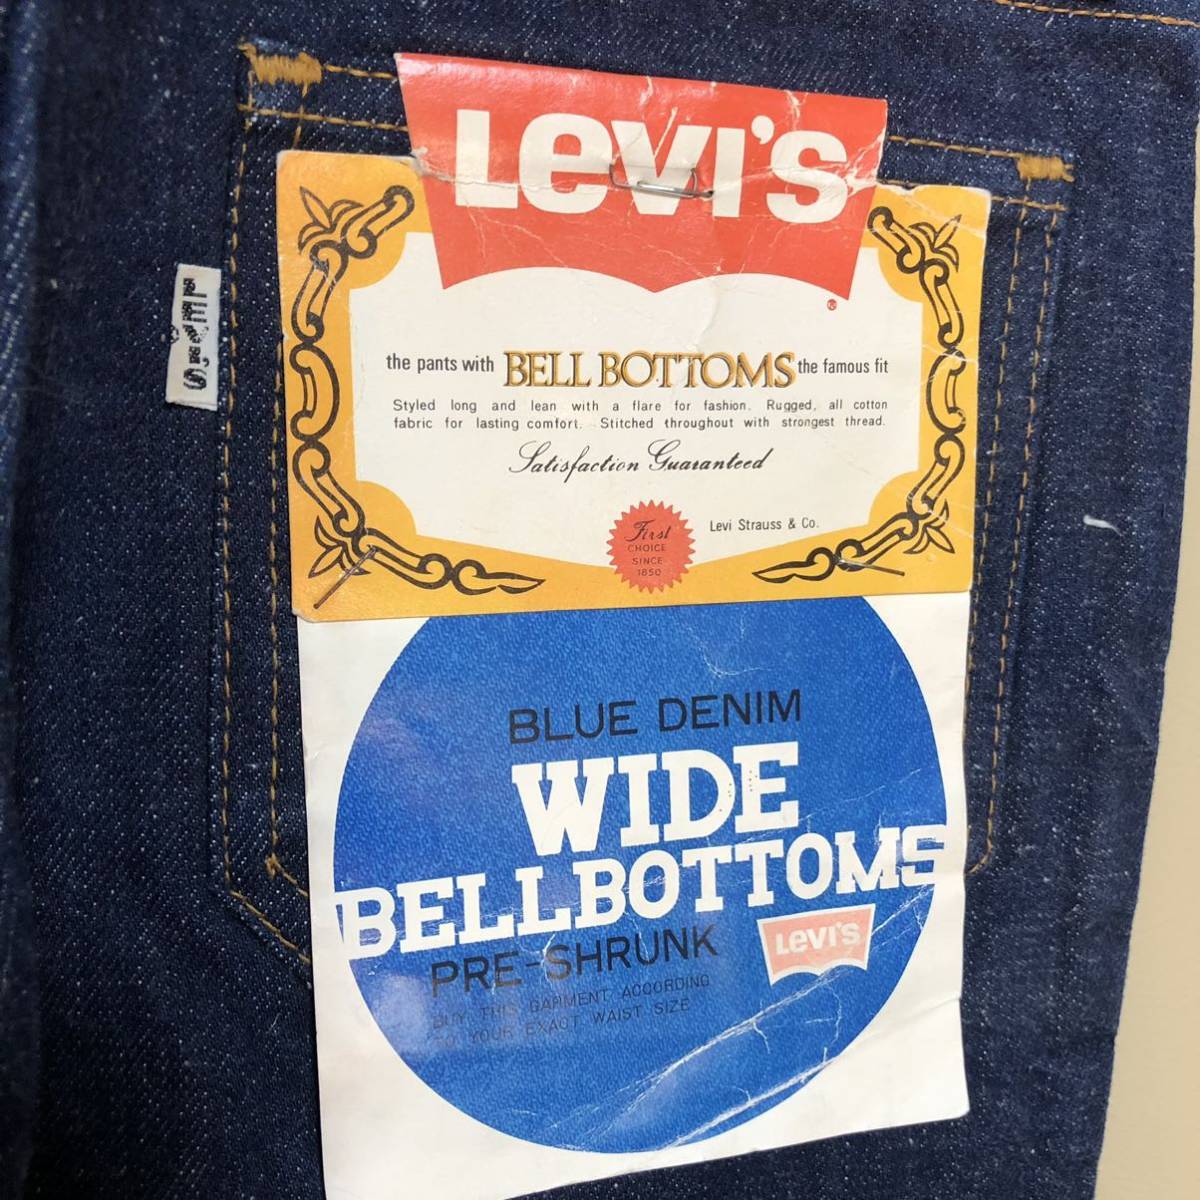 Levi's
®
the pants with BELL BOTTOMS the famous fit
Styled long and lean with a flare for fashion. Rugged, all cotton
fabric for lasting comfort. Stitched throughout with strongest thread.
Satisfaction Guaranteed
Levi Strauss & Co.
First
CHOICE
SINCE
1850
BLUE DENIM
WIDE
BELLBOTTOMS
PRE-SHRUNK
LEVI'S
BUY THIS GARMENT ACCORDING
TO YOUR EXACT WAIST SIZE